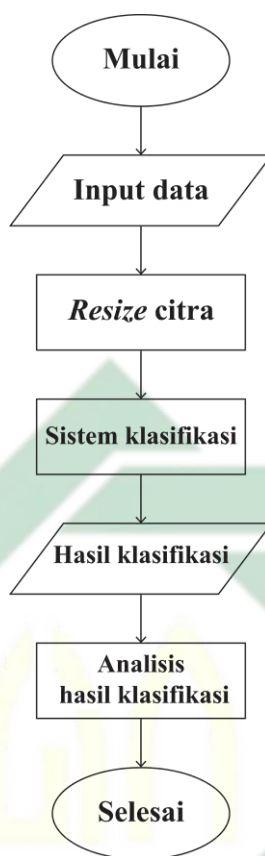 Mulai
Input data
Resize citra
Sistem klasifikasi
Hasil klasifikasi
Analisis
hasil klasifikasi
Selesai